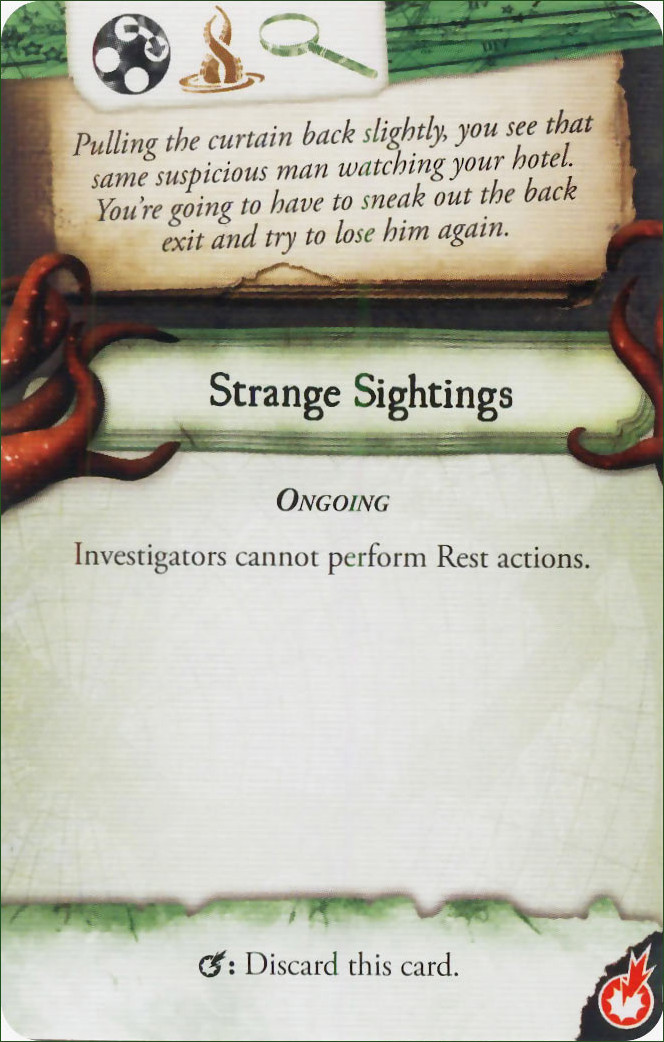 Pulling the curtain back slightly, you see that
same suspicious man watching your hotel.
You're going to have to sneak out the back
exit and try to lose him again.
Strange Sightings
Ongoing
Investigators cannot perform Rest actions.
: Discard this card.